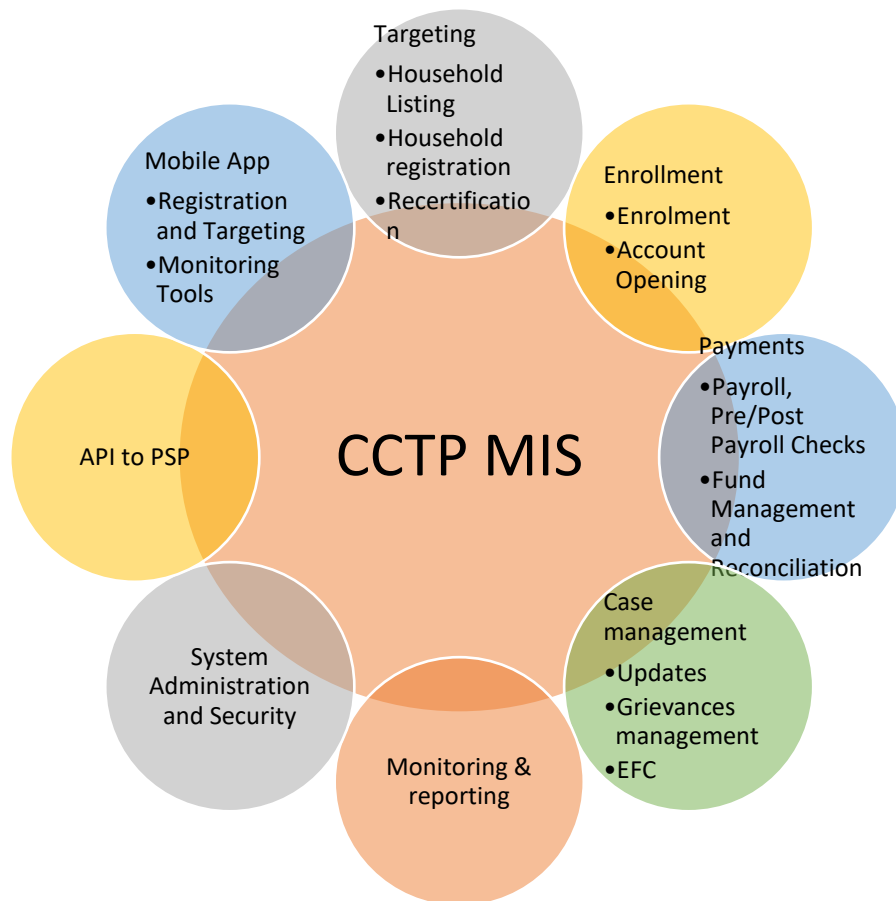 Targeting
•Household
Listing
•Household
registration
•Recertificatio
n
Enrollment
•Enrolment
•Account
Opening
Payments
•Payroll,
Pre/Post
Payroll Checks
•Fund
Management
and
Reconciliation
Case
management
•Updates
•Grievances
management
•EFC
Monitoring &
reporting
System
Administration
and Security
API to PSP
Mobile App
•Registration
and Targeting
•Monitoring
Tools
CCTP MIS